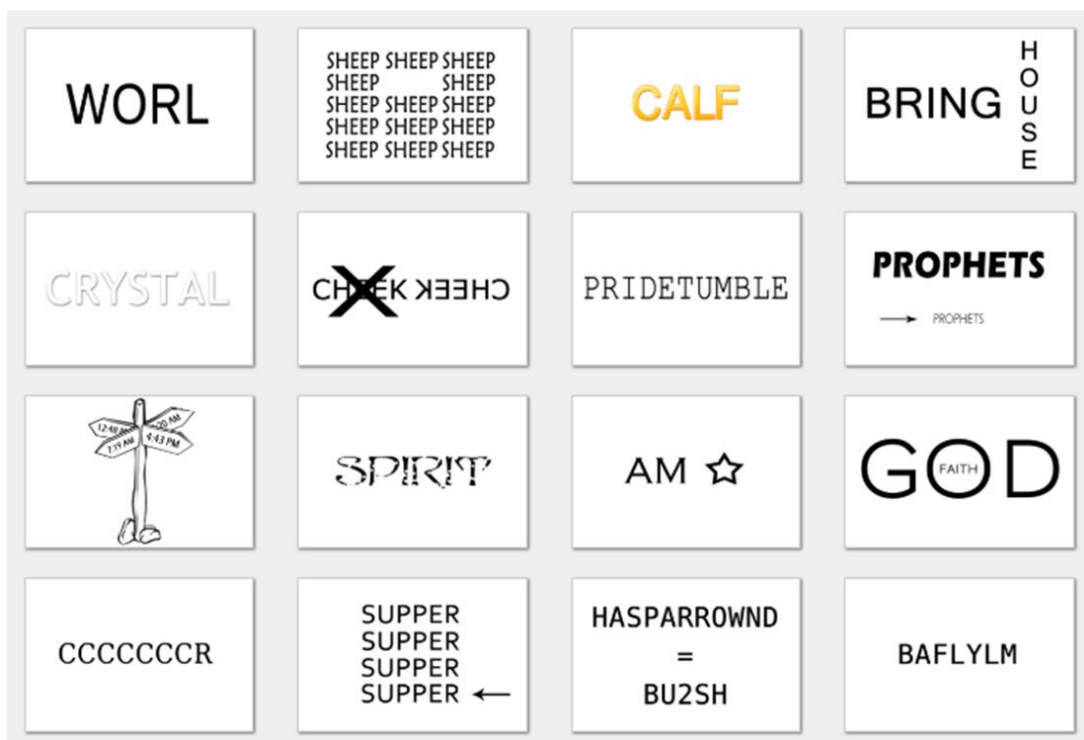 WORL
SHEEP SHEEP SHEEP
SHEEP SHEEP
SHEEP SHEEP SHEEP
SHEEP SHEEP SHEEP
SHEEP SHEEP SHEEP
CALF
BRING
HOUSE
CRYSTAL
CHEEK CHEEK
PRIDETUMBLE
PROPHETS
PROPHETS
12:48
20 AM
7:19 AM
4:43 PM
SPIRIT
AM
GOD
FAITH
CCCCCCCR
SUPPER
SUPPER
SUPPER
SUPPER
HASPARROWND
=
BU2SH
BAFLYLM